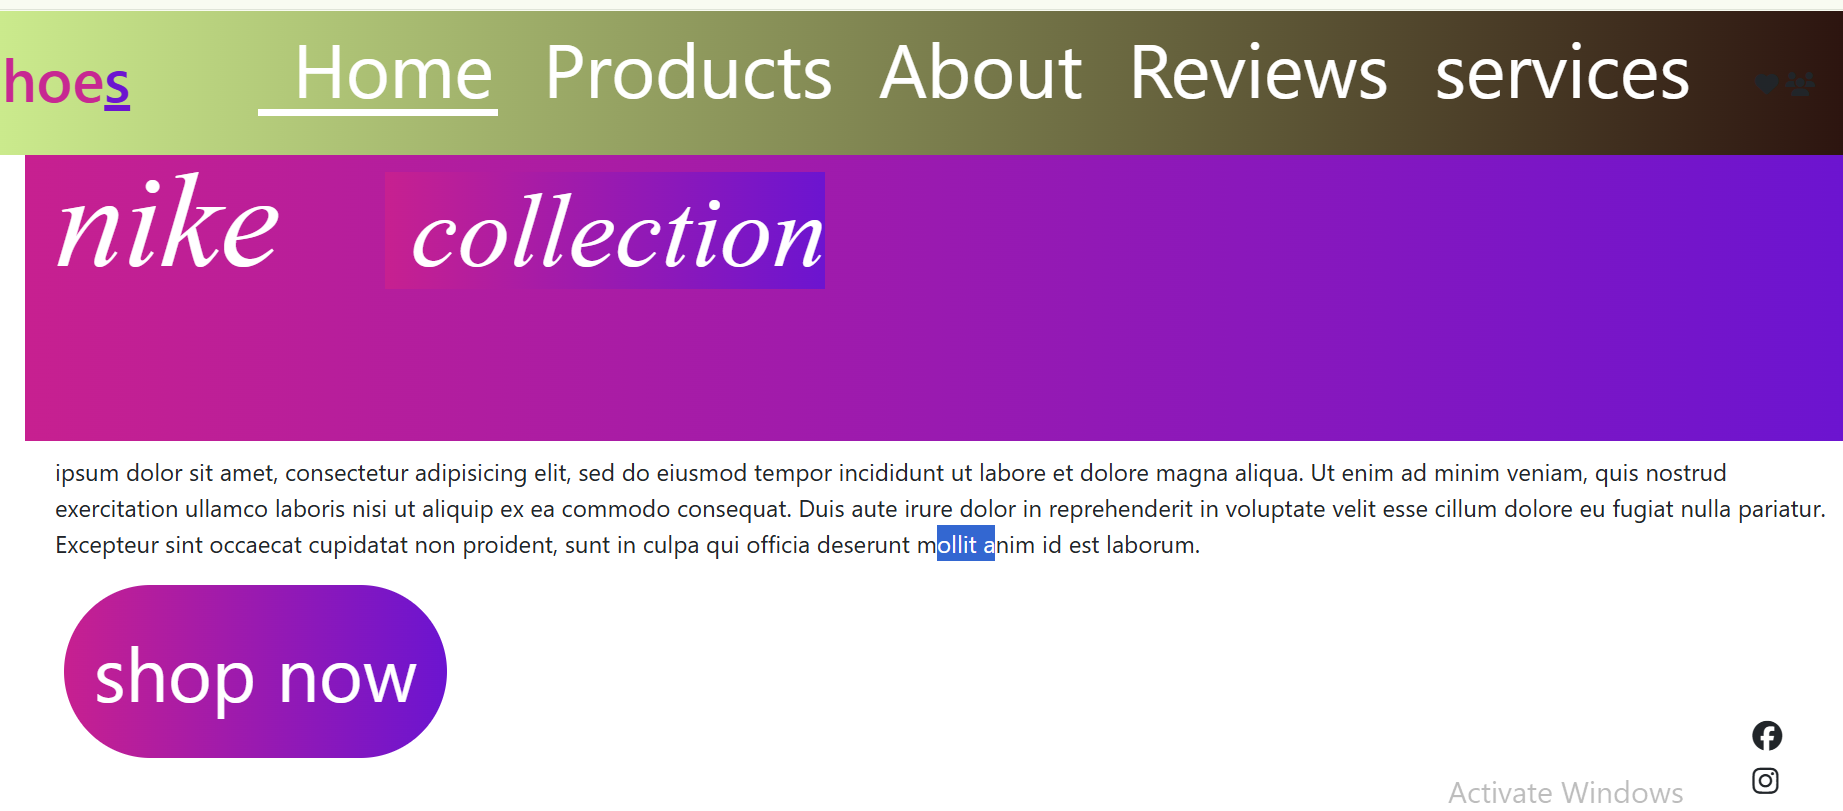 hoes Home Products About Reviews services
nike collection
ipsum dolor sit amet, consectetur adipisicing elit, sed do eiusmod tempor incididunt ut labore et dolore magna aliqua. Ut enim ad minim veniam, quis nostrud
exercitation ullamco laboris nisi ut aliquip ex ea commodo consequat. Duis aute irure dolor in reprehenderit in voluptate velit esse cillum dolore eu fugiat nulla pariatur.
Excepteur sint occaecat cupidatat non proident, sunt in culpa qui officia deserunt mollit anim id est laborum.
shop now
Activate Windows